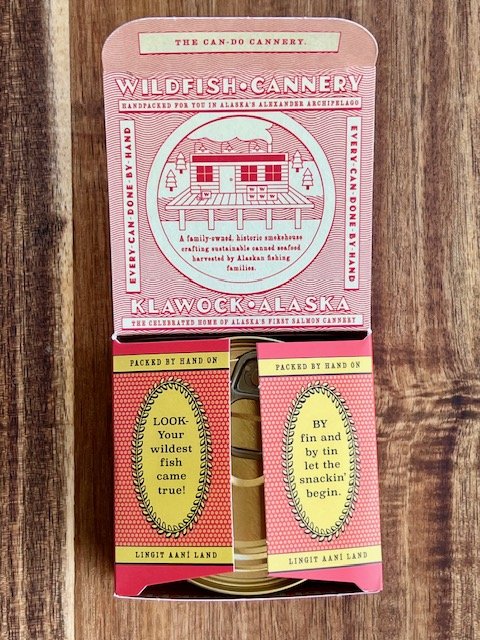 THE CAN-DO CANNERY.
WILDFISH·CANNERY
HANDPACKED FOR YOU IN ALASKA'S ALEXANDER ARCHIPELAGO
EVERY·CAN·DONE·BY·HAND
EVERY·CAN·DONE·BY·HAND
A family-owned, historic smokehouse
crafting sustainable canned seafood
harvested by Alaskan fishing
families.
KLAWOCK·ALASKA
THE CELEBRATED HOME OF ALASKA'S FIRST SALMON CANNERY
PACKED BY HAND ON
LOOK-
Your
wildest
fish
came
true!
LINGIT AANÍ LAND
PACKED BY HAND ON
BY
fin and
by tin
let the
snackin'
begin.
LINGIT AANÍ LAND